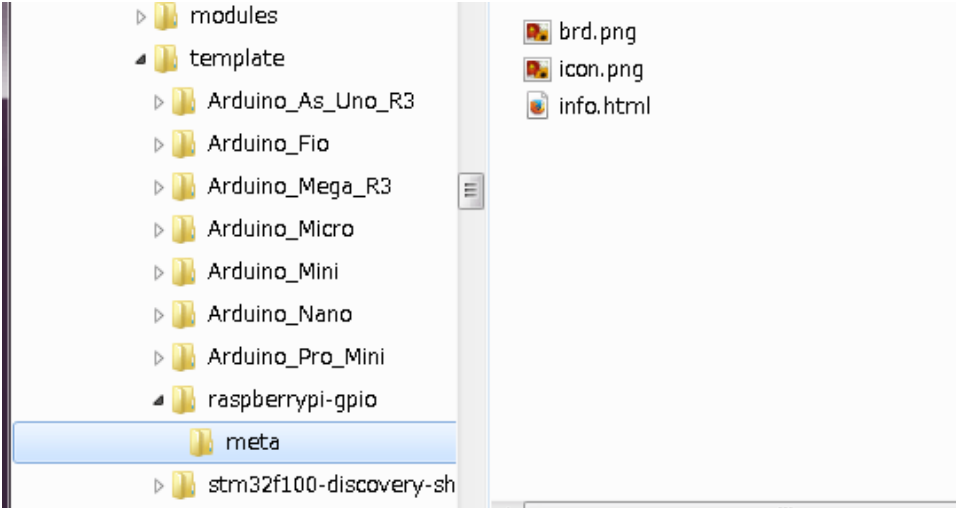 modules
template
Arduino_As_Uno_R3
Arduino_Fio
Arduino_Mega_R3
Arduino_Micro
Arduino_Mini
Arduino_Nano
Arduino_Pro_Mini
raspberrypi-gpio
meta
stm32f100-discovery-sh
brd.png
icon.png
info.html